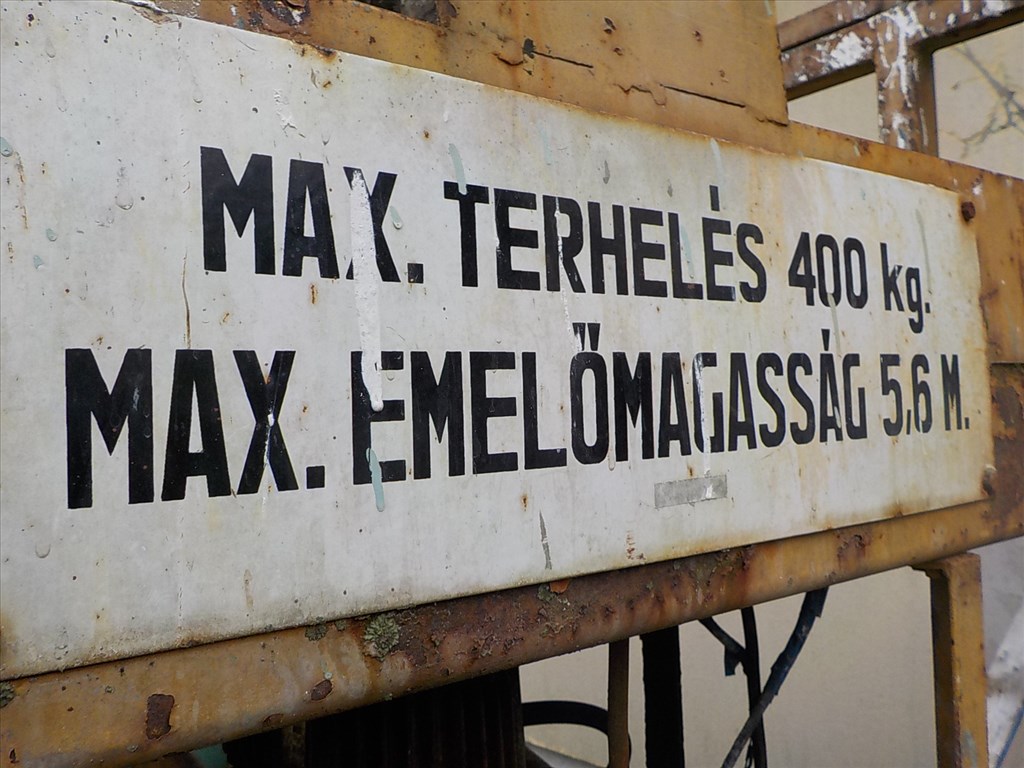 MAX. TERHELÉS 400 kg.
MAX. EMELŐMAGASSÁG 5,6 M.